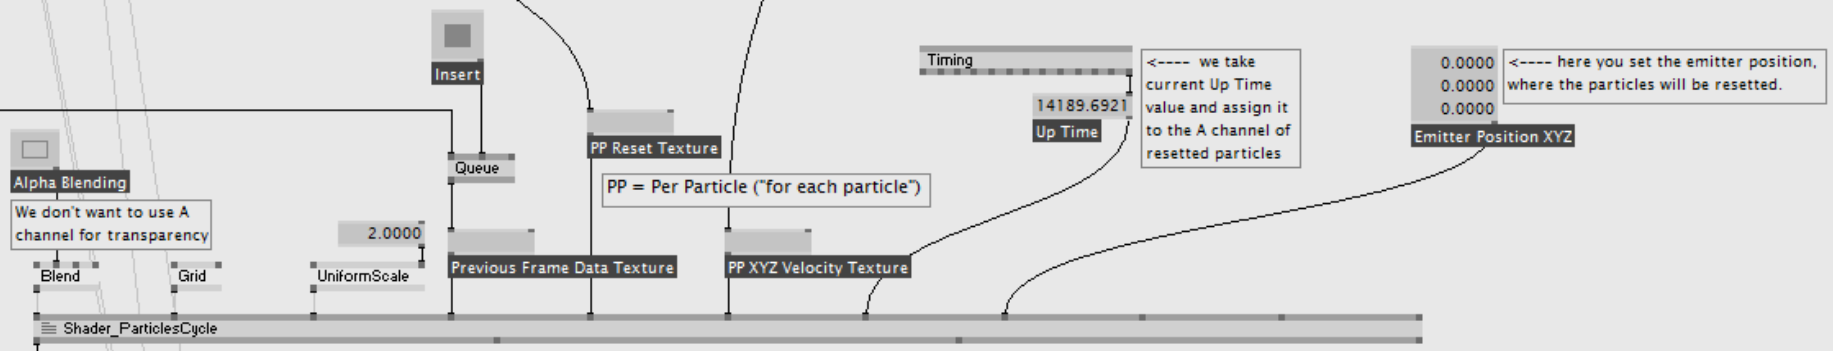 Insert
Timing
<---- we take
current Up Time
value and assign it
to the A channel of
resetted particles
0.0000
0.0000
0.0000
<---- here you set the emitter position,
where the particles will be resetted.
Emitter Position XYZ
14189.6921
Up Time
PP Reset Texture
Queue
Alpha Blending
PP = Per Particle ("for each particle")
We don't want to use A
channel for transparency
2.0000
Previous Frame Data Texture
PP XYZ Velocity Texture
Blend
Grid
UniformScale
Shader_ParticlesCycle